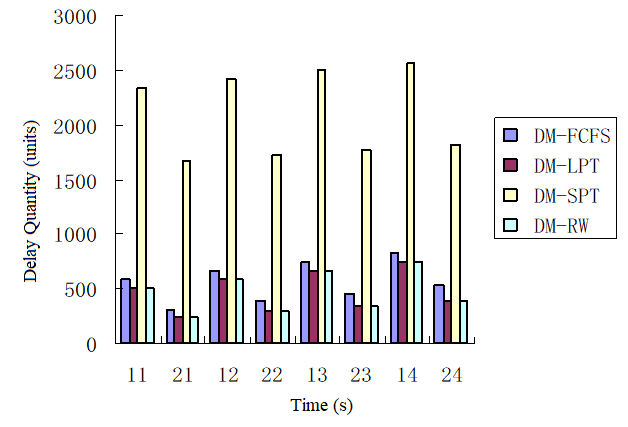 3000
2500
2000
1500
1000
500
0
Delay Quantity (units)
11 21 12 22 13 23 14 24
Time (s)
DM-FCFS
DM-LPT
DM-SPT
DM-RW